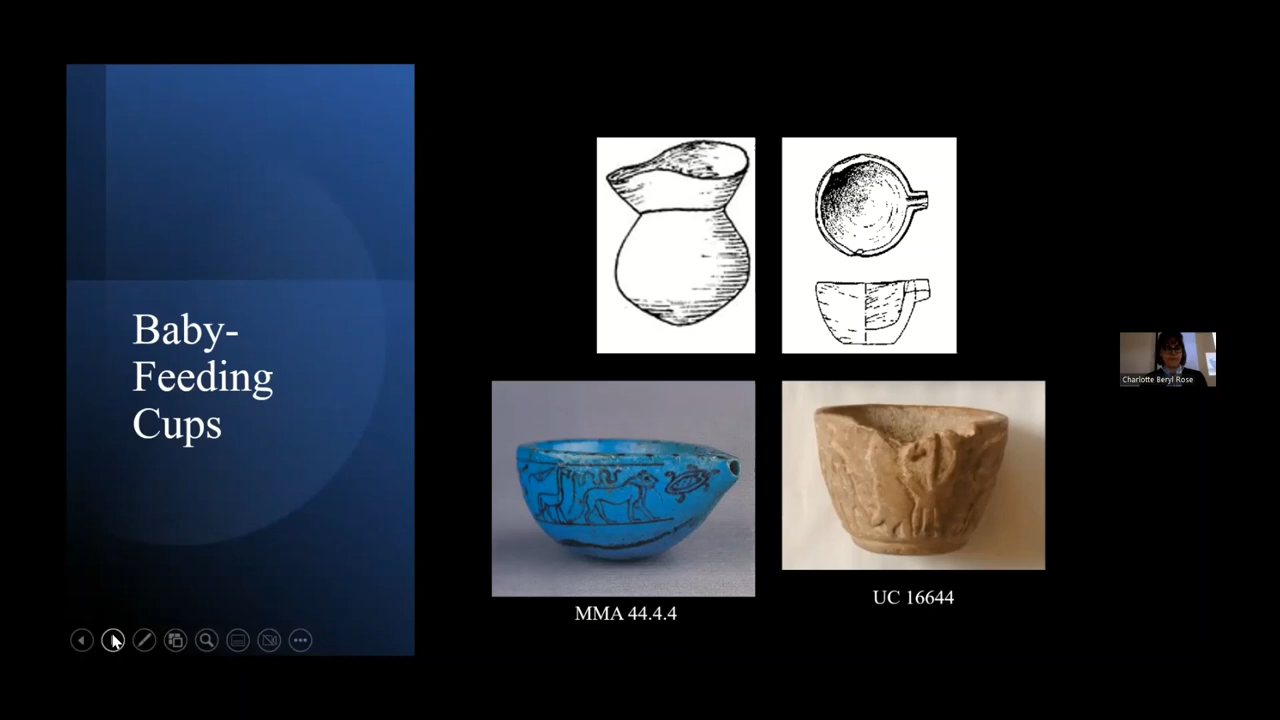 Baby-
Feeding
Cups
MMA 44.4.4
UC 16644
Charlotte Beryl Rose